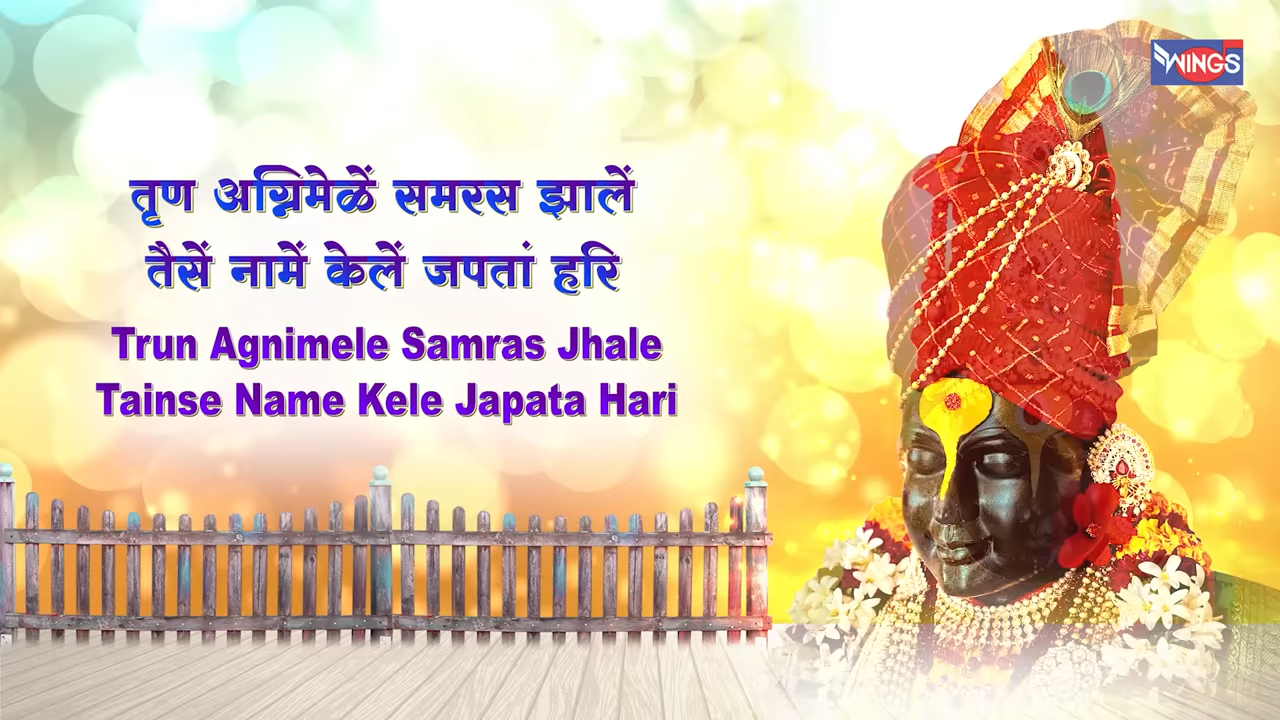 WINGS
तृण अग्निमेळें समरस झालें
तैसें नामें केलें जपतां हरि
Trun Agnimele Samras Jhale
Tainse Name Kele Japata Hari